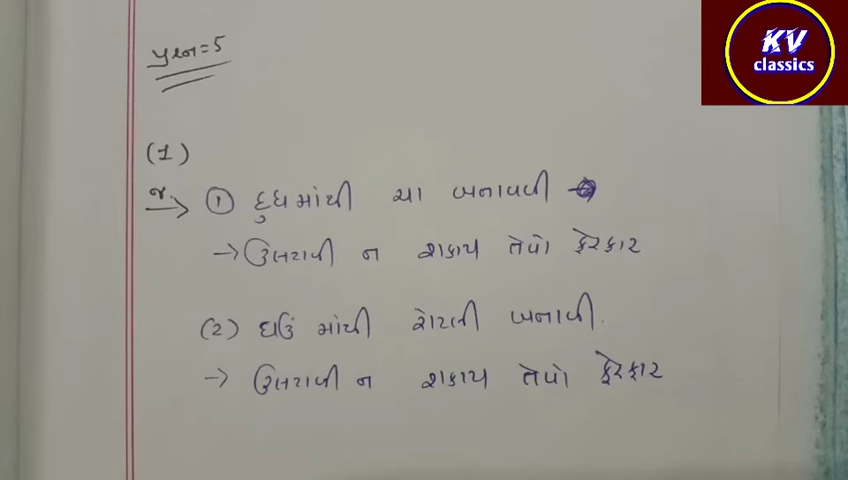 KV
classics
પ્રશ્ન = 5
(1)
જ. → ① દુધમાંથી ચા બનાવવી
→ ઉલટાવી ન શકાય તેવો ફેરફાર
(2) ઘઉં માંથી રોટલી બનાવી.
→ ઉલટાવી ન શકાય તેવો ફેરફાર